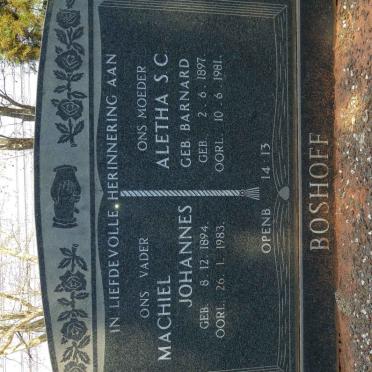 IN LIEFDEVOLLE HERINNERING AAN
ONS VADER
MACHIEL
JOHANNES
GEB. 8. 12. 1894.
OORL. 26. 1. 1983.
ONS MOEDER
ALETHA S.C.
GEB BARNARD
GEB. 2. 6. 1897
OORL. 10. 6. 1981.
OPENB 14 13
BOSHOFF